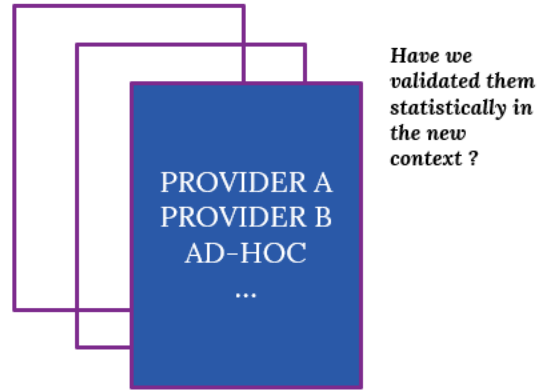 Have we
validated them
statistically in
the new
context ?
PROVIDER A
PROVIDER B
AD-HOC
...